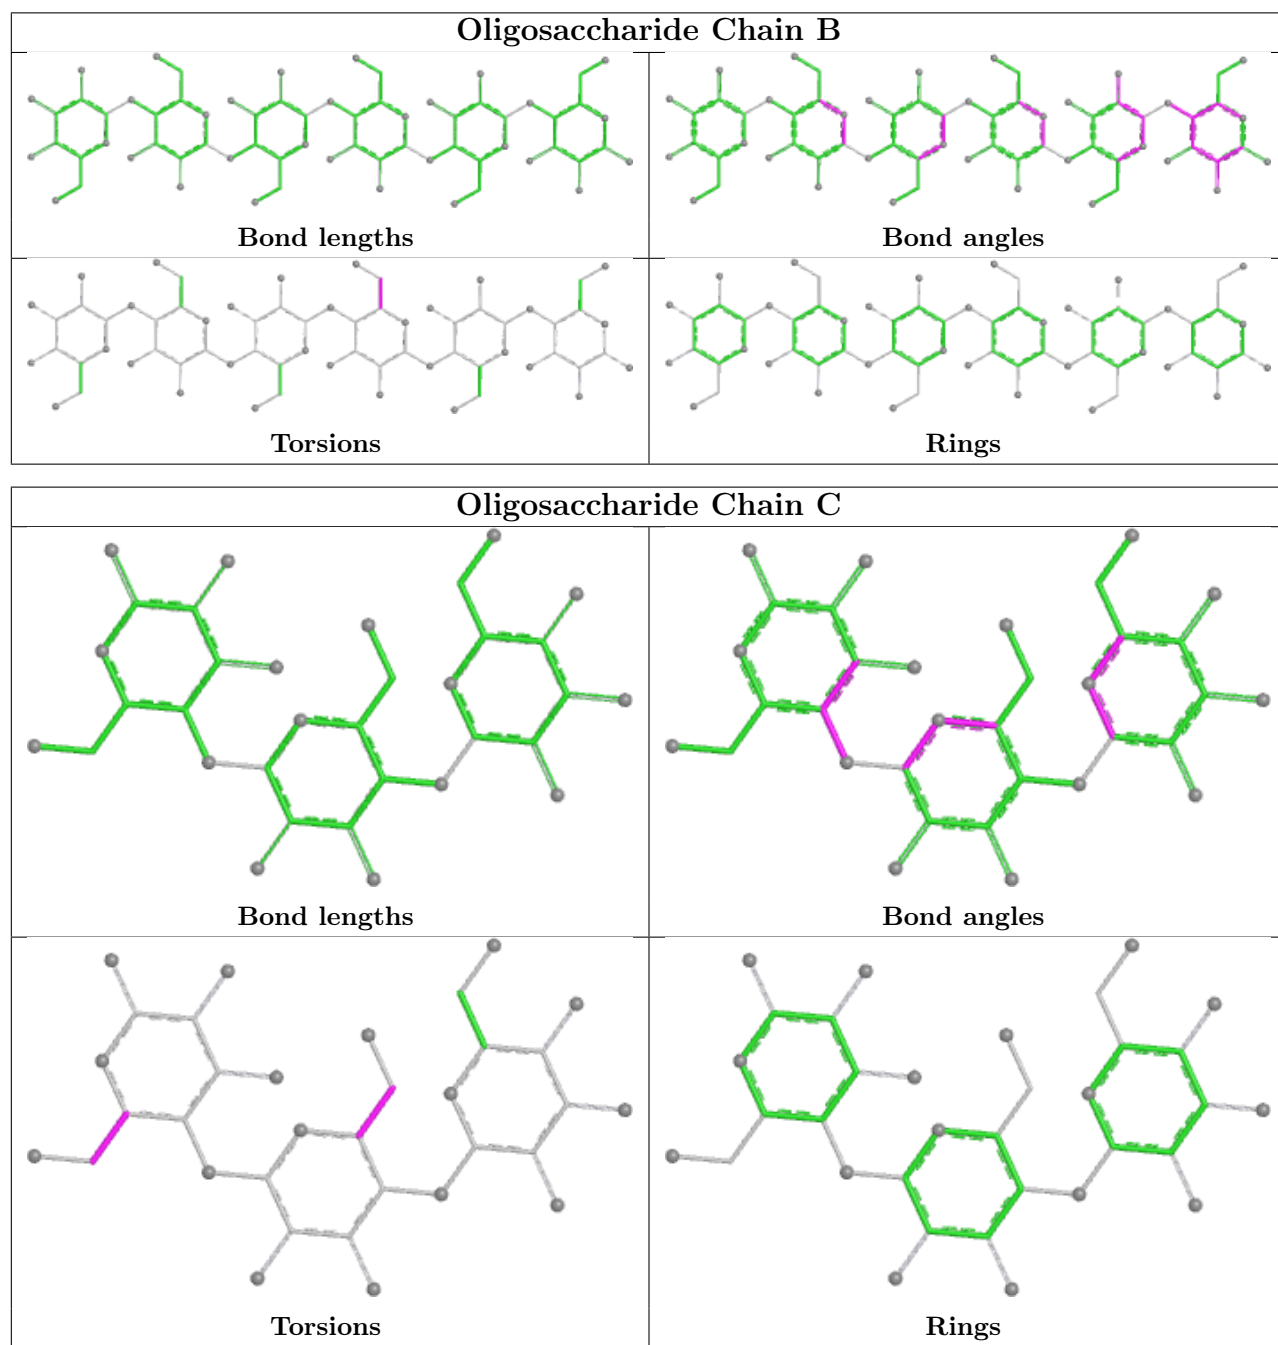 Oligosaccharide Chain B
Bond lengths
Bond angles
Torsions
Rings
Oligosaccharide Chain C
Bond lengths
Bond angles
Torsions
Rings